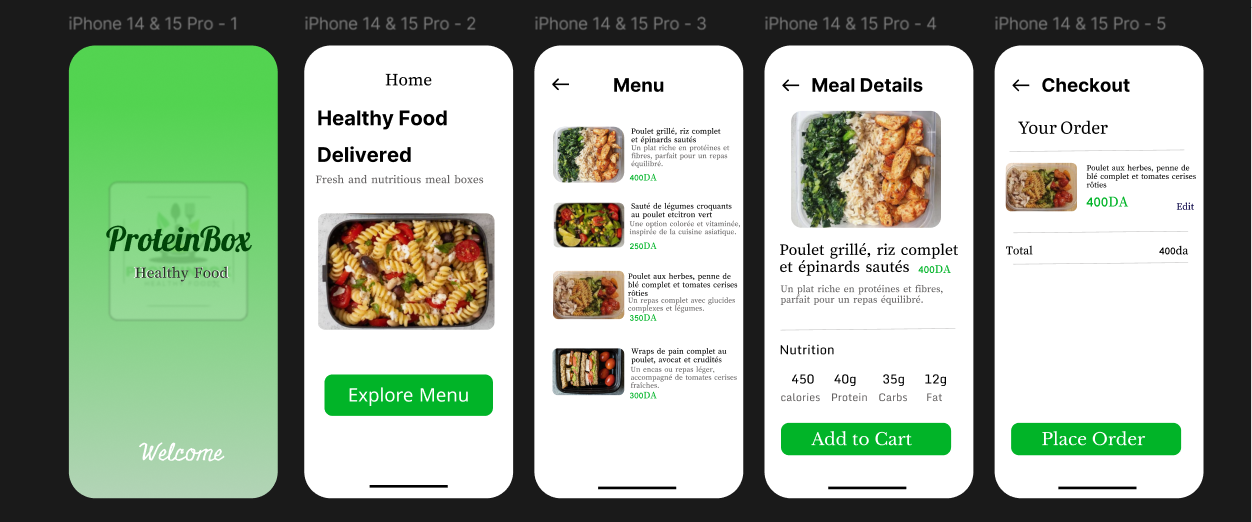 iPhone 14 & 15 Pro - 1
ProteinBox
Healthy Food
Welcome
iPhone 14 & 15 Pro - 2
Home
Healthy Food
Delivered
Fresh and nutritious meal boxes
Explore Menu
iPhone 14 & 15 Pro - 3
Menu
Poulet grillé, riz complet
et épinards sautés
Un plat riche en protéines et
fibres, parfait pour un repas
équilibré.
400DA
Sauté de légumes croquants
au poulet etcitron vert
Une option colorée et vitaminée,
inspirée de la cuisine asiatique.
250DA
Poulet aux herbes, penne de
blé complet et tomates cerises
rôties
Un repas complet avec glucides
complexes et légumes.
350DA
Wraps de pain complet au
poulet, avocat et crudités
Un encas ou repas léger,
accompagné de tomates cerises
fraîches.
300DA
iPhone 14 & 15 Pro - 4
Meal Details
Poulet grillé, riz complet
et épinards sautés 400DA
Un plat riche en protéines et fibres,
parfait pour un repas équilibré.
Nutrition
450 40g 35g 12g
calories Protein Carbs Fat
Add to Cart
iPhone 14 & 15 Pro - 5
Checkout
Your Order
Poulet aux herbes, penne de
blé complet et tomates cerises
rôties
400DA
Edit
Total 400da
Place Order